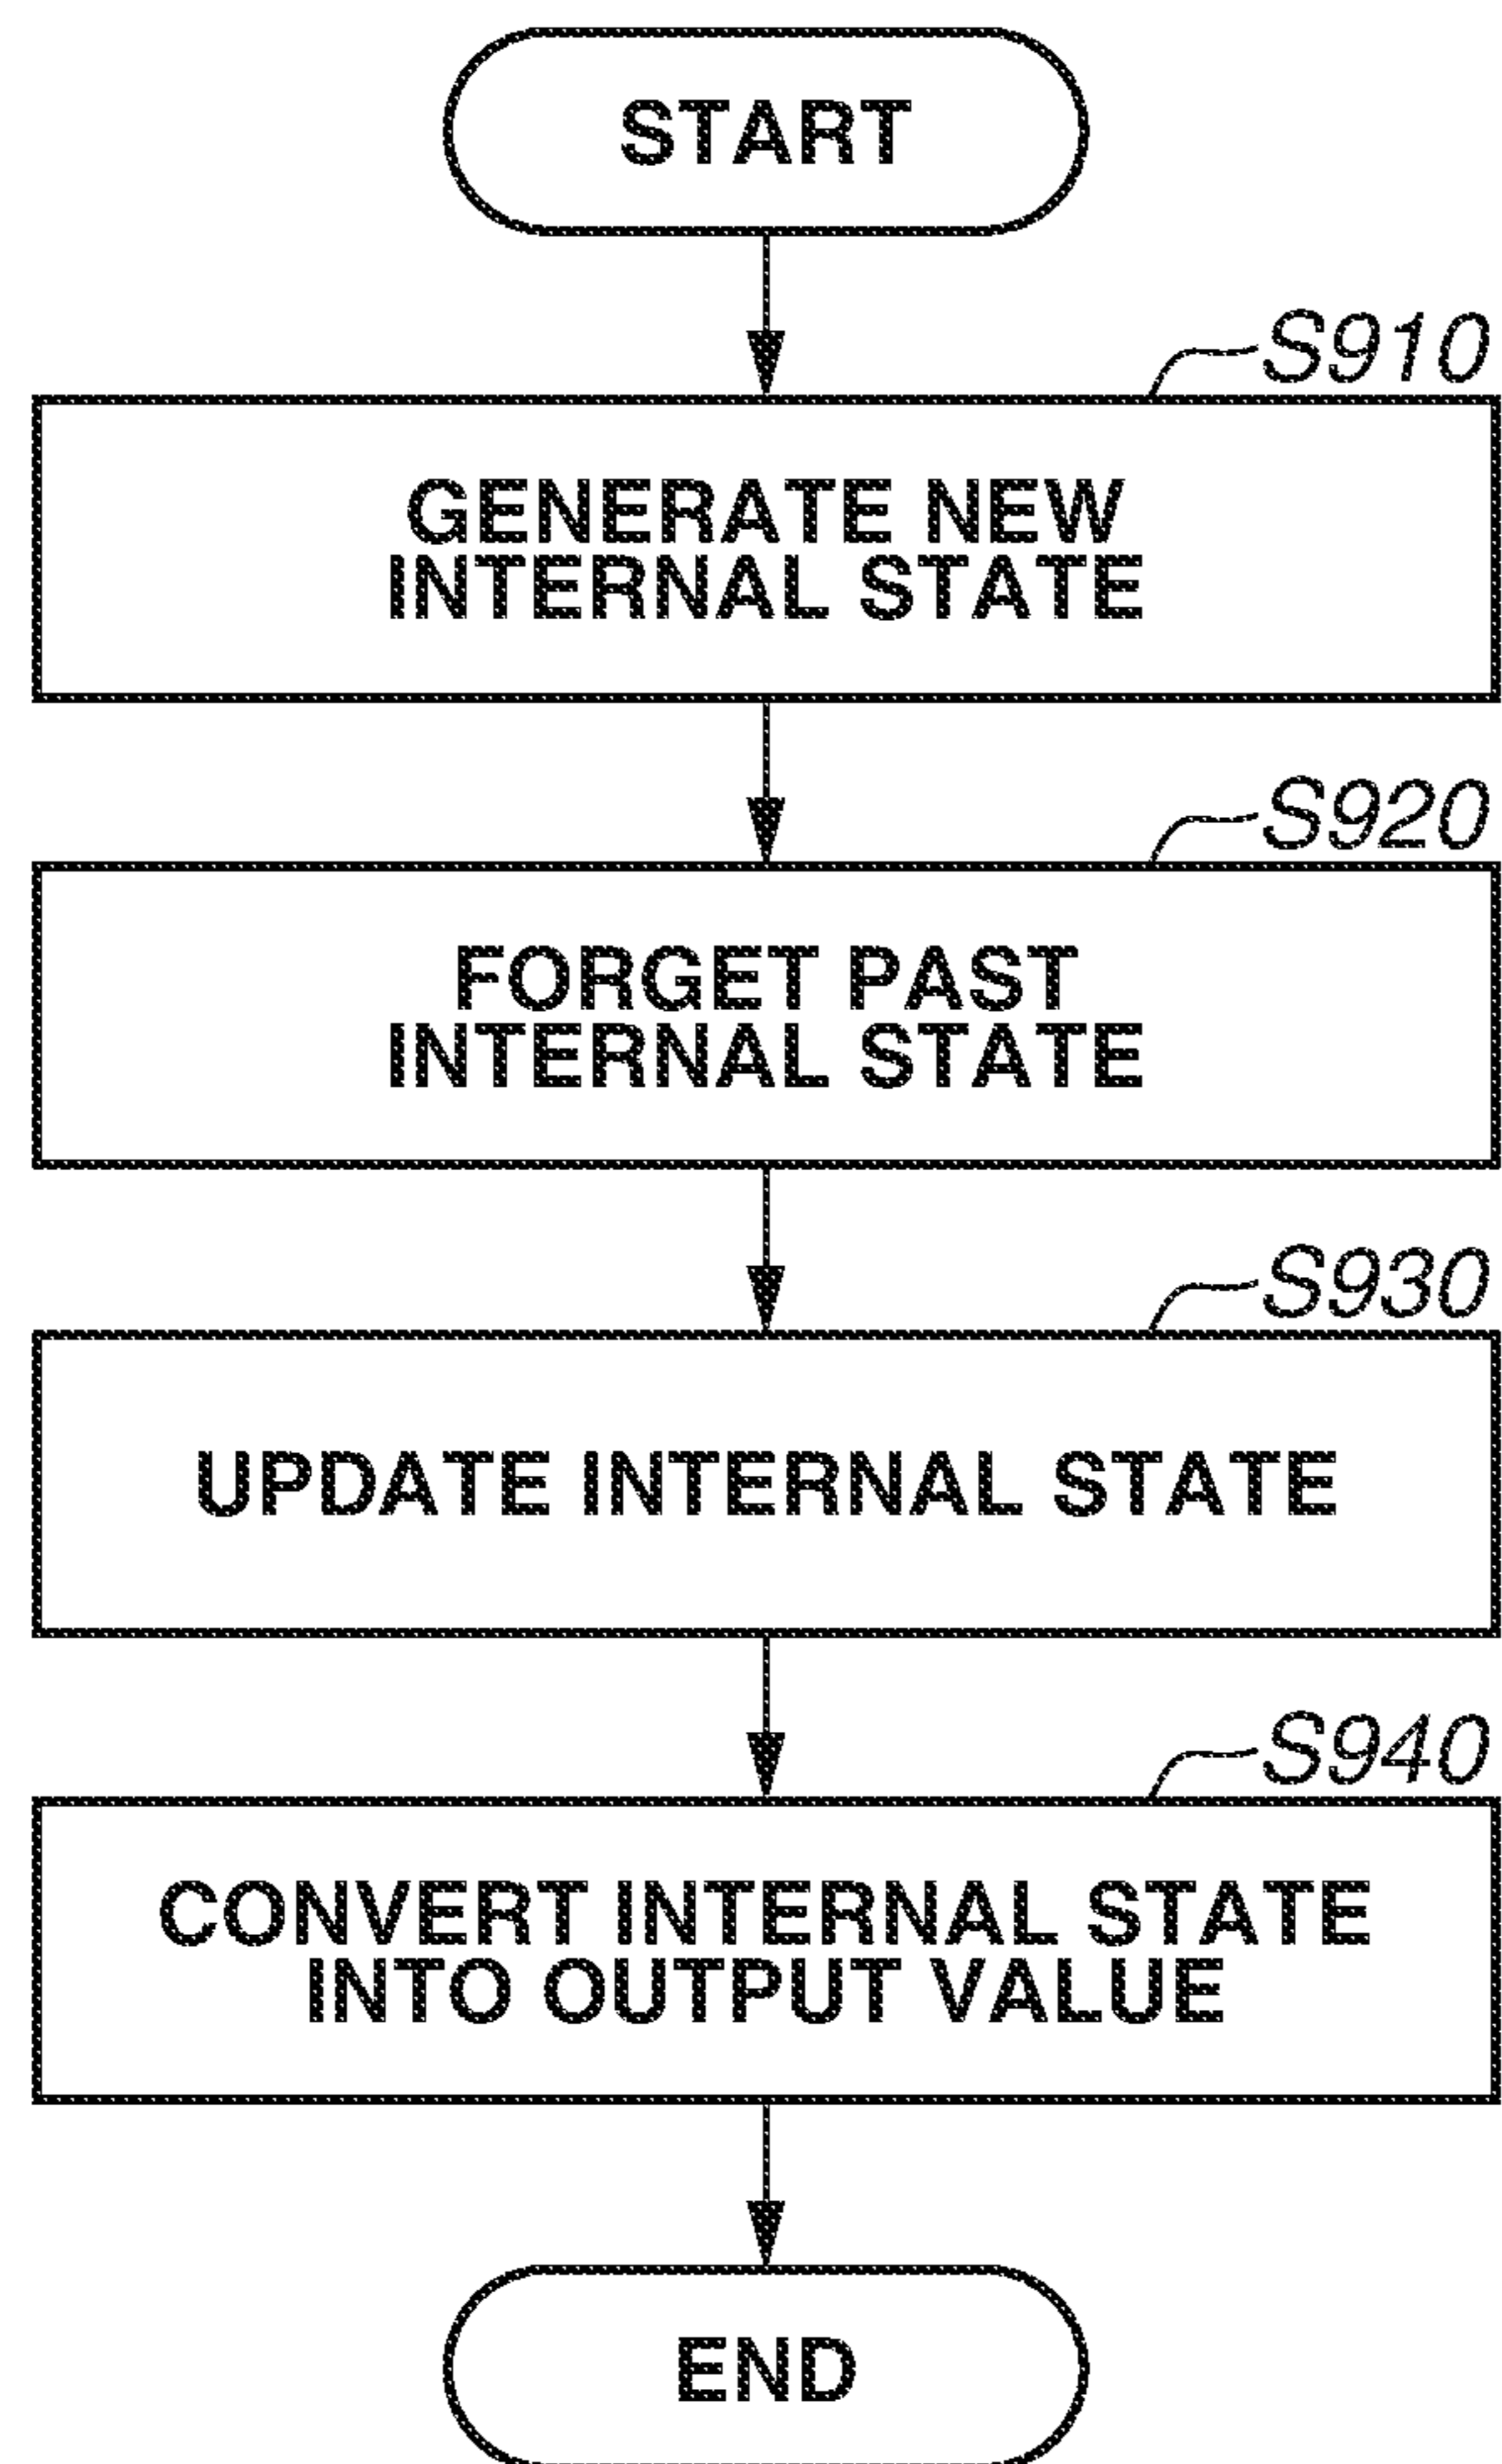 START
S910
GENERATE NEW
INTERNAL STATE
S920
FORGET PAST
INTERNAL STATE
S930
UPDATE INTERNAL STATE
S940
CONVERT INTERNAL STATE
INTO OUTPUT VALUE
END